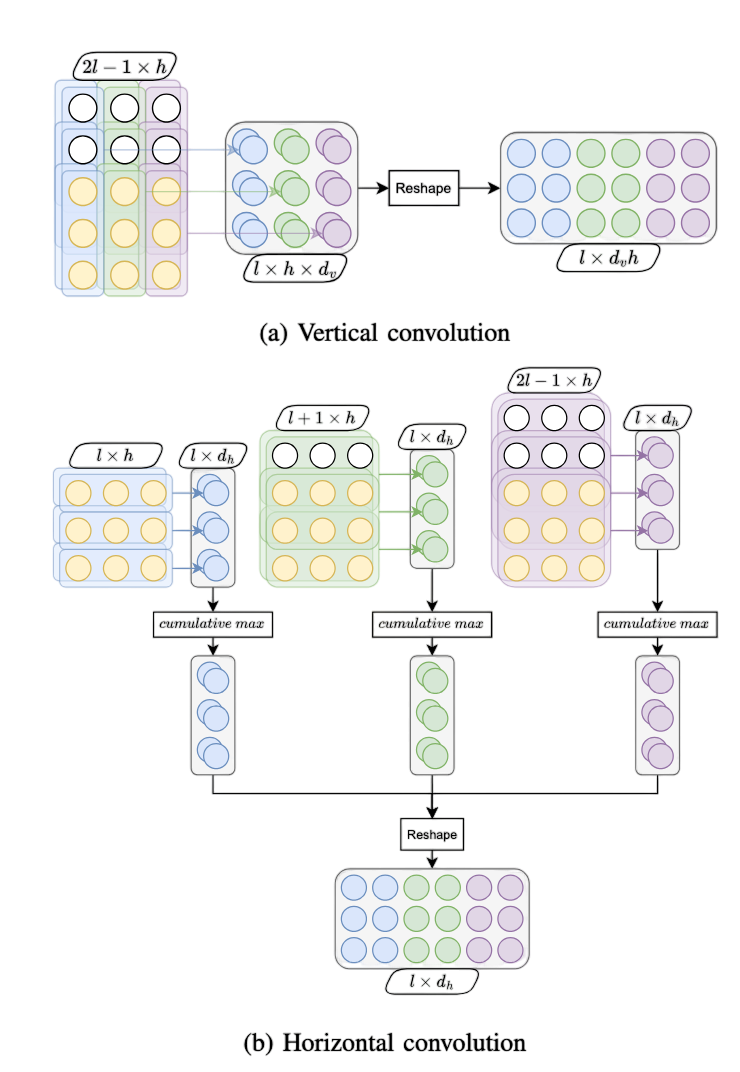 2l − 1 × h
Reshape
l × h × d_v
l × d_v h
(a) Vertical convolution
2l − 1 × h
l + 1 × h
l × d_h
l × d_h
l × h
l × d_h
cumulative max
cumulative max
cumulative max
Reshape
l × d_h
(b) Horizontal convolution